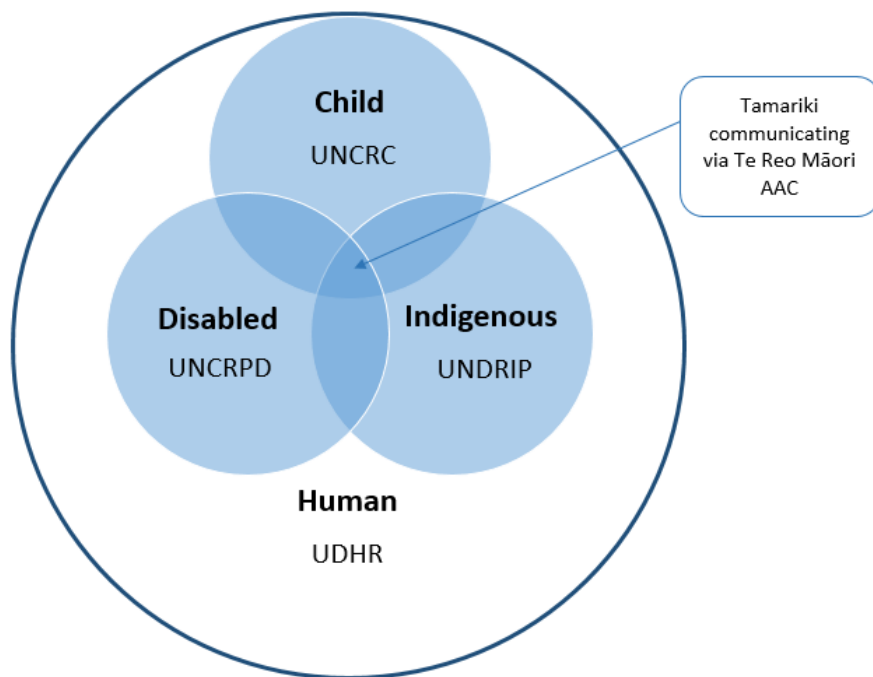 Child
UNCRC
Tamariki
communicating
via Te Reo Māori
AAC
Disabled
UNCRPD
Indigenous
UNDRIP
Human
UDHR